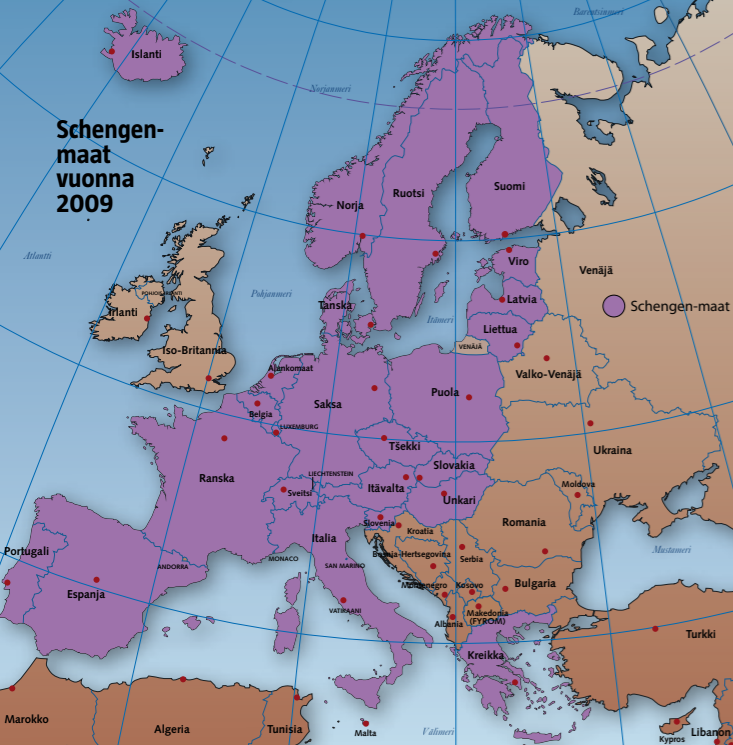 Barentsinmeri
Islanti
Norjanmeri
Schengen-
maat
vuonna
2009
Ruotsi
Suomi
Norja
Atlantti
Viro
Venäjä
Pohjanmeri
POHJOIS-IRLANTI
Latvia
Tanska
Schengen-maat
Irlanti
Itämeri
Liettua
Iso-Britannia
VENÄJÄ
Alankomaat
Valko-Venäjä
Puola
Saksa
Belgia
LUXEMBURG
Tšekki
Ukraina
Slovakia
LIECHTENSTEIN
Ranska
Moldova
Itävalta
Sveitsi
Unkari
Slovenia
Romania
Kroatia
Italia
Portugali
Bosnia-Hertsegovina
Mustameri
MONACO
Serbia
SAN MARINO
ANDORRA
Bulgaria
Montenegro
Kosovo
Espanja
VATIKAANI
Makedonia
(FYROM)
Albania
Turkki
Kreikka
Marokko
Algeria
Tunisia
Malta
Välimeri
Kypros
Libanon